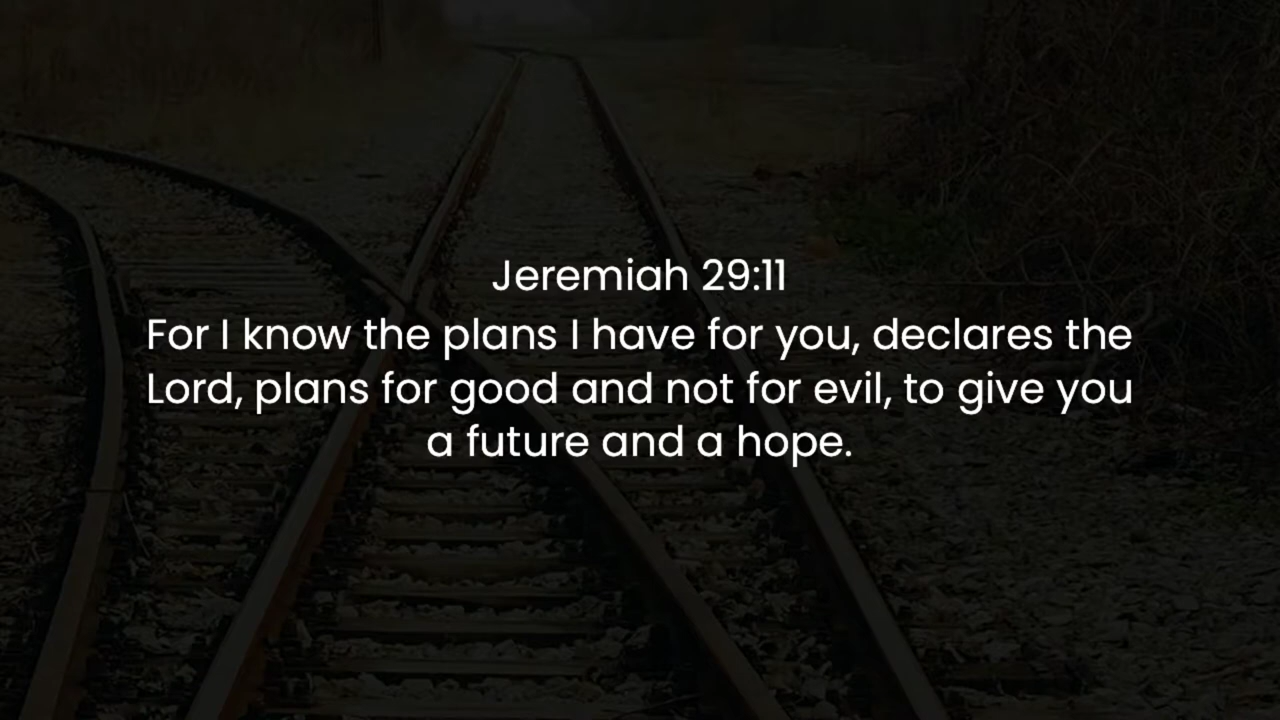 Jeremiah 29:11
For I know the plans I have for you, declares the
Lord, plans for good and not for evil, to give you
a future and a hope.